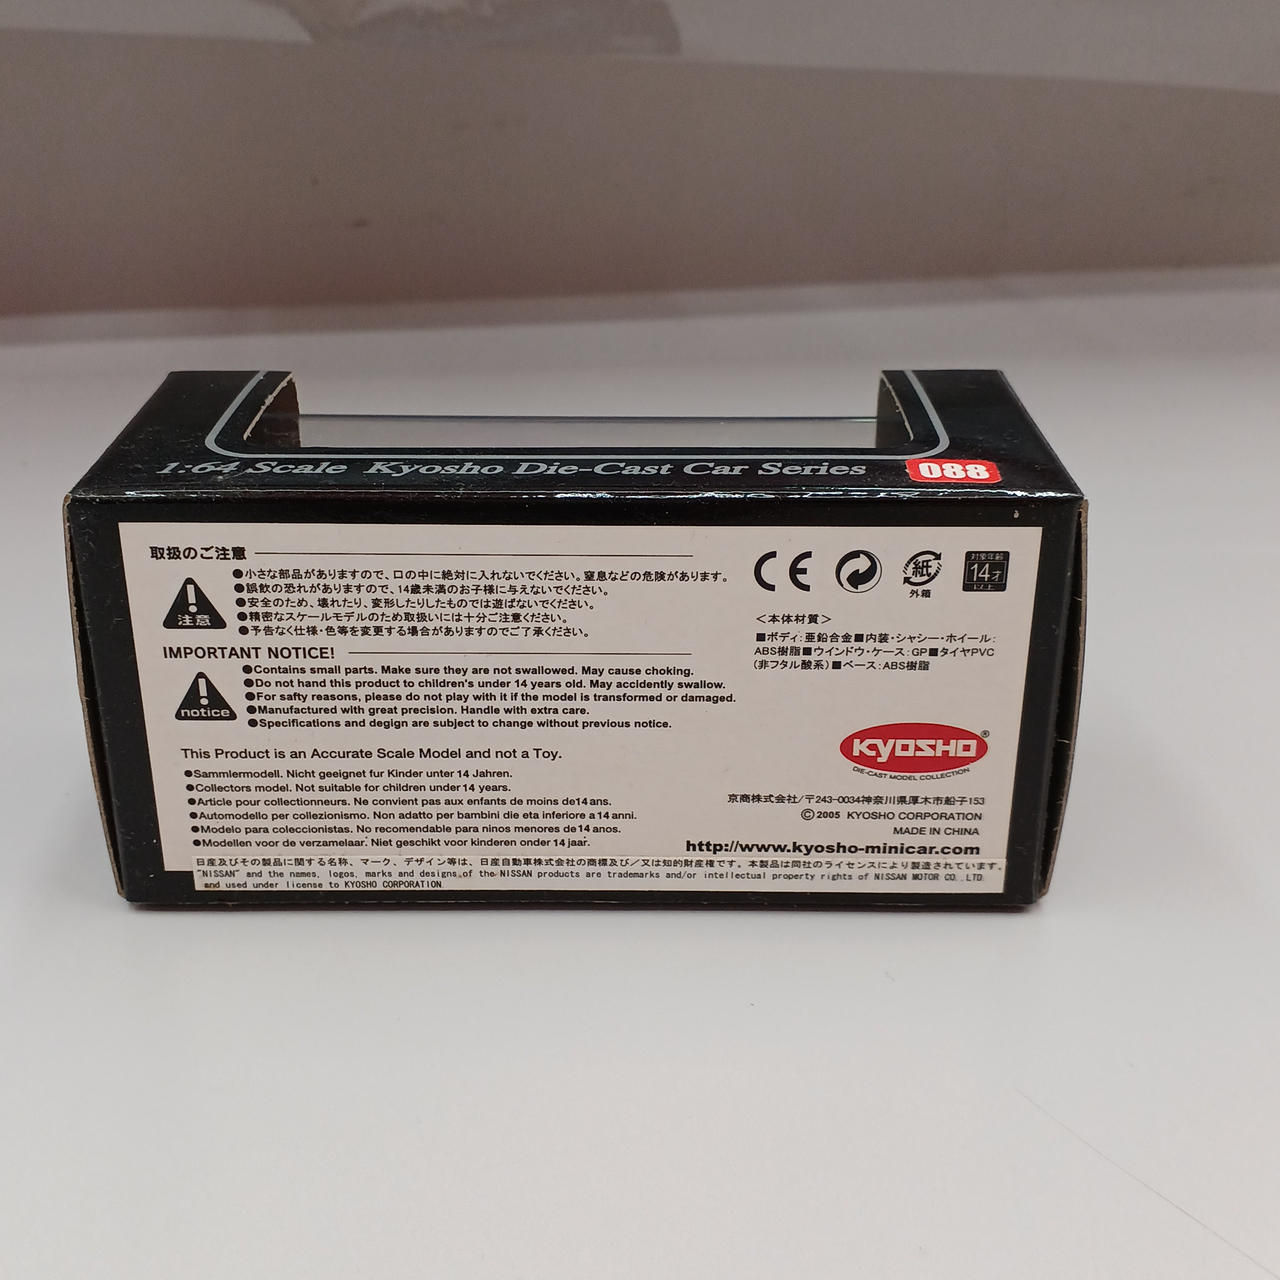 1:64 Scale Kyosho Die-Cast Car Series
088
取扱のご注意
注意
●小さな部品がありますので、口の中に絶対に入れないでください。窒息などの危険があります。
●誤飲の恐れがありますので、14歳未満のお子様に与えないでください。
●安全のため、壊れたり、変形したりしたものでは遊ばないでください。
●精密なスケールモデルのため取扱いには十分ご注意ください。
●予告なく仕様・色等を変更する場合がありますのでご了承ください。
IMPORTANT NOTICE!
notice
●Contains small parts. Make sure they are not swallowed. May cause choking.
●Do not hand this product to children's under 14 years old. May accidently swallow.
●For safty reasons, please do not play with it if the model is transformed or damaged.
●Manufactured with great precision. Handle with extra care.
●Specifications and degign are subject to change without previous notice.
This Product is an Accurate Scale Model and not a Toy.
●Sammlermodell. Nicht geeignet fur Kinder unter 14 Jahren.
●Collectors model. Not suitable for children under 14 years.
●Article pour collectionneurs. Ne convient pas aux enfants de moins de14 ans.
●Automodello per collezionismo. Non adatto per bambini die eta inferiore a 14 anni.
●Modelo para coleccionistas. No recomendable para ninos menores de 14 anos.
●Modellen voor de verzamelaar. Niet geschikt voor kinderen onder 14 jaar.
CE
紙
外箱
対象年齢
14才
以上
＜本体材質＞
■ボディ：亜鉛合金■内装・シャシー・ホイール：
ABS樹脂■ウインドウ・ケース：GP■タイヤPVC
(非フタル酸系)■ベース：ABS樹脂
KYOSHO®
DIE-CAST MODEL COLLECTION
京商株式会社/〒243-0034神奈川県厚木市船子153
©2005 KYOSHO CORPORATION
MADE IN CHINA
http://www.kyosho-minicar.com
日産及びその製品に関する名称、マーク、デザイン等は、日産自動車株式会社の商標及び/又は知的財産権です。本製品は同社のライセンスにより製造されています。
"NISSAN" and the names, logos, marks and designs of the NISSAN products are trademarks and/or intellectual property rights of NISSAN MOTOR CO.,LTD.
and used under license to KYOSHO CORPORATION.